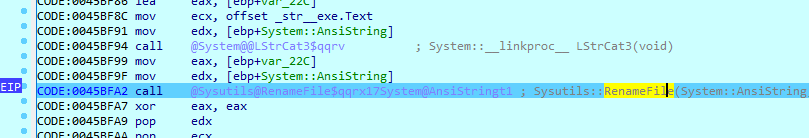 CODE:0045BF86 lea eax, [ebp+var_22C]
CODE:0045BF8C mov ecx, offset _str__exe.Text
CODE:0045BF91 mov edx, [ebp+System::AnsiString]
CODE:0045BF94 call @System@@LStrCat3$qqrv ; System::__linkproc__ LStrCat3(void)
CODE:0045BF99 mov eax, [ebp+var_22C]
CODE:0045BF9F mov edx, [ebp+System::AnsiString]
EIP CODE:0045BFA2 call @Sysutils@RenameFile$qqrx17System@AnsiStringt1 ; Sysutils::RenameFile(System::AnsiString
CODE:0045BFA7 xor eax, eax
CODE:0045BFA9 pop edx
CODE:0045BFAA pop ecx